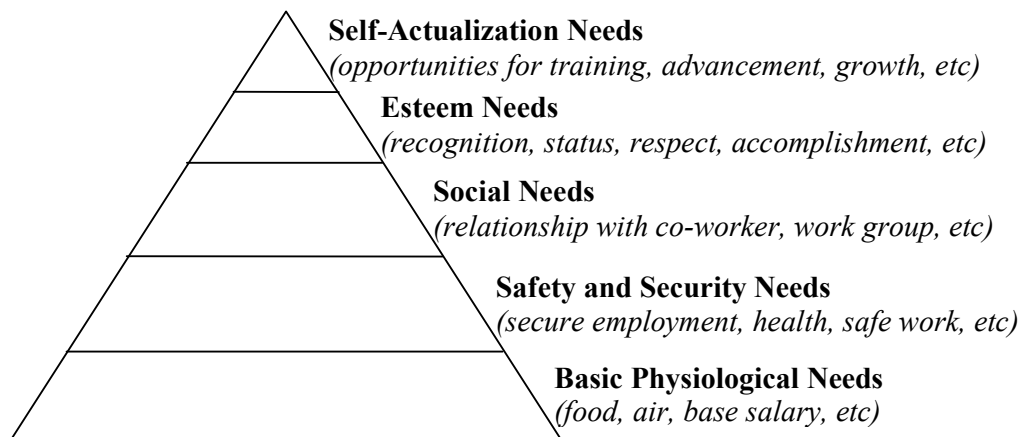 Self-Actualization Needs
(opportunities for training, advancement, growth, etc)
Esteem Needs
(recognition, status, respect, accomplishment, etc)
Social Needs
(relationship with co-worker, work group, etc)
Safety and Security Needs
(secure employment, health, safe work, etc)
Basic Physiological Needs
(food, air, base salary, etc)